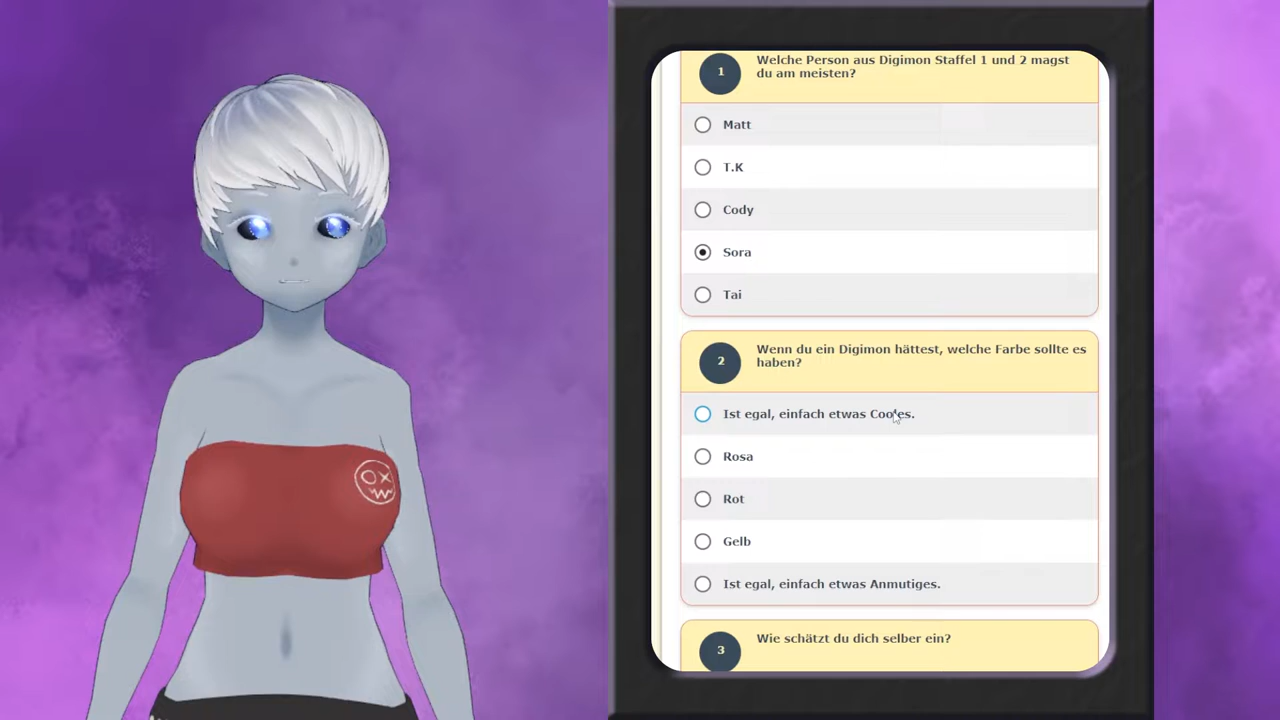 1
Welche Person aus Digimon Staffel 1 und 2 magst
du am meisten?
Matt
T.K
Cody
Sora
Tai
2
Wenn du ein Digimon hättest, welche Farbe sollte es
haben?
Ist egal, einfach etwas Cooles.
Rosa
Rot
Gelb
Ist egal, einfach etwas Anmutiges.
3
Wie schätzt du dich selber ein?